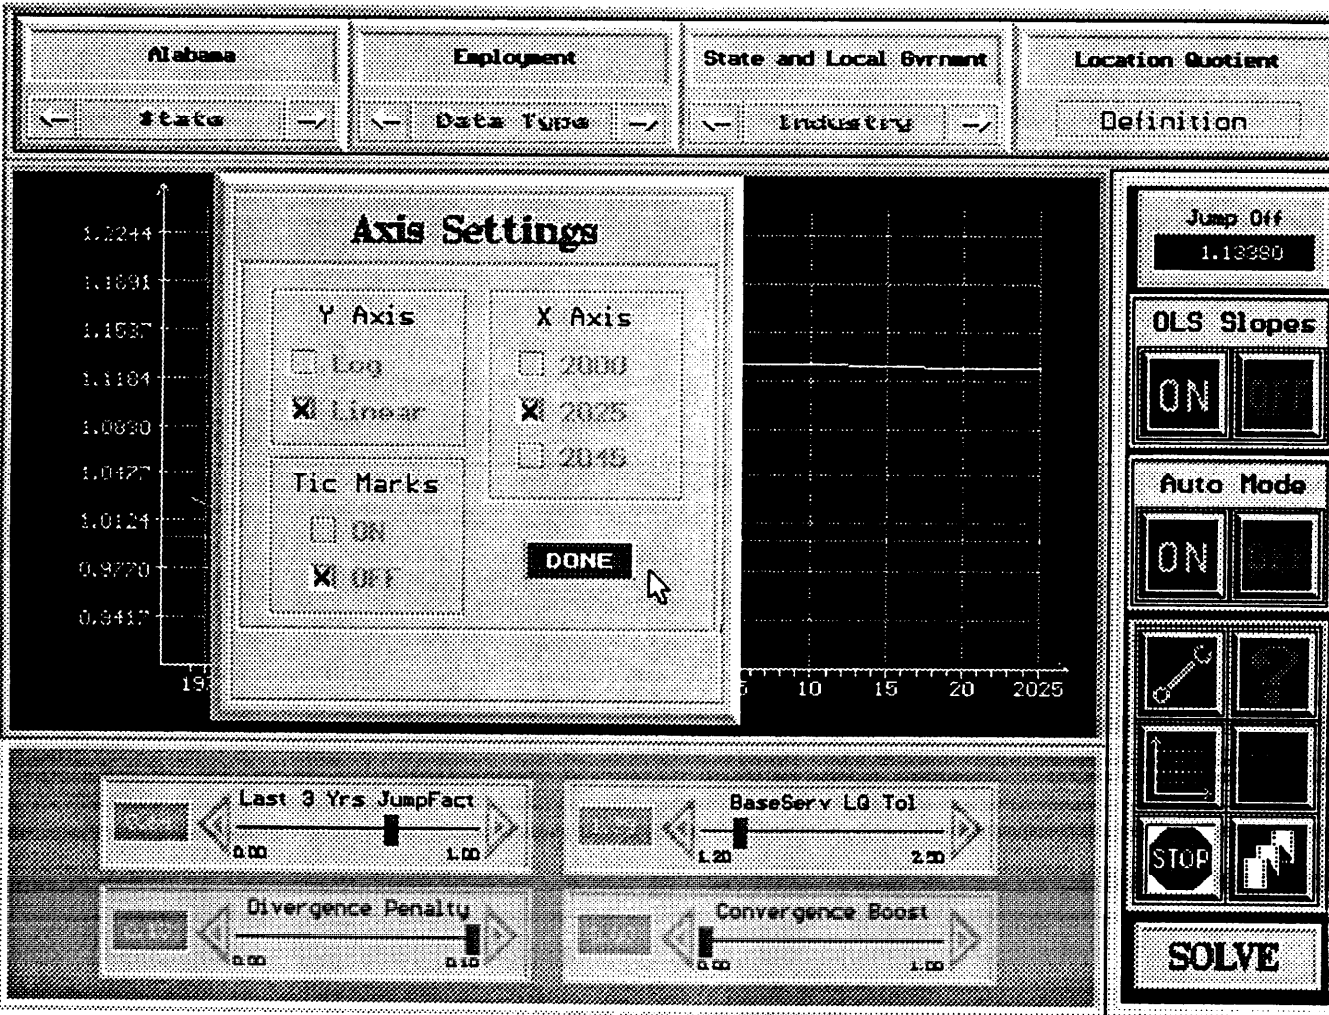 Alabama
Employment
State and Local Gvrnmnt
Location Quotient
State
Data Type
Industry
Definition
Axis Settings
Y Axis
Log
Linear
X Axis
2000
2025
2045
Tic Marks
ON
OFF
DONE
1.2244
1.1891
1.1537
1.1184
1.0830
1.0477
1.0124
0.9770
0.9417
10
15
20
2025
Jump Off
1.13380
OLS Slopes
ON
OFF
Auto Mode
ON
STOP
SOLVE
Last 3 Yrs JumpFact
0.00
1.00
BaseServ LQ Tol
1.20
2.50
Divergence Penalty
0.00
0.10
Convergence Boost
0.00
1.00